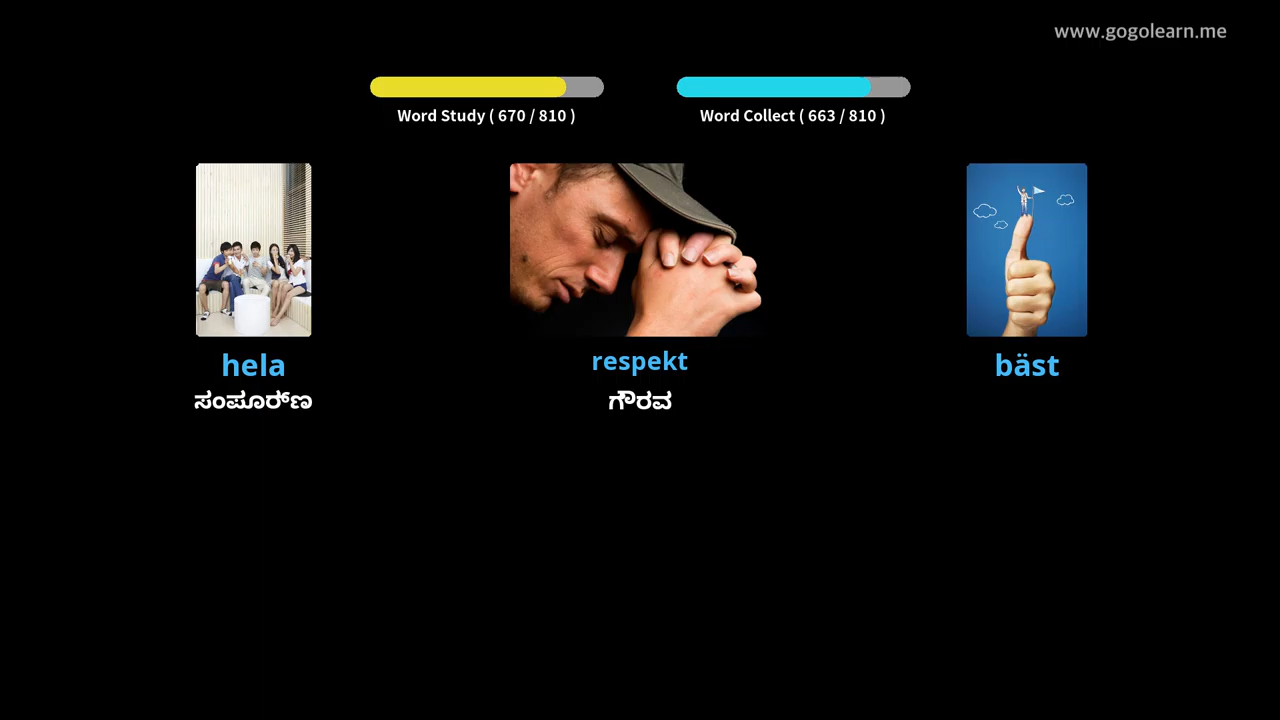 www.gogolearn.me
Word Study ( 670 / 810 )
Word Collect ( 663 / 810 )
hela
respekt
bäst
ಸಂಪೂರ್ಣ
ಗೌರವ